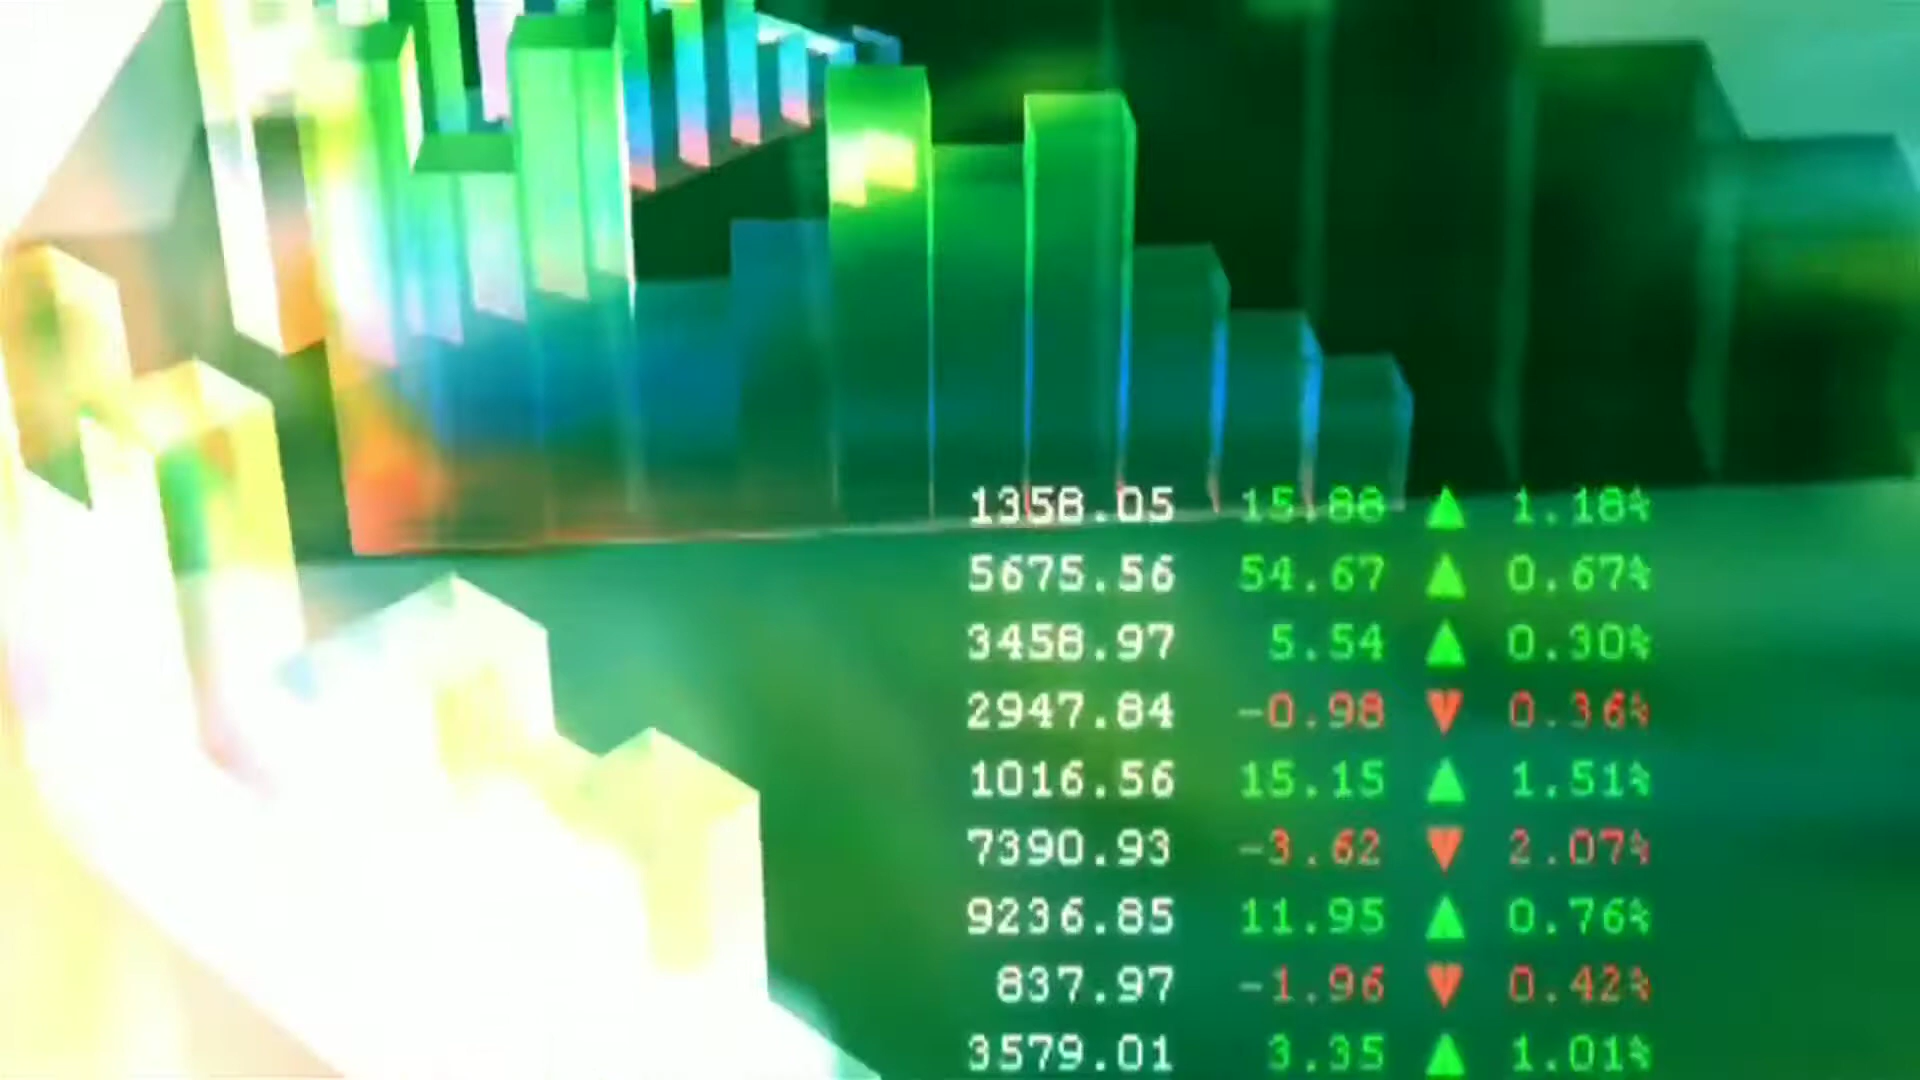 1358.05 15.88 ▲ 1.18%
5675.56 54.67 ▲ 0.67%
3458.97 5.54 ▲ 0.30%
2947.84 -0.98 ▼ 0.36%
1016.56 15.15 ▲ 1.51%
7390.93 -3.62 ▼ 2.07%
9236.85 11.95 ▲ 0.76%
837.97 -1.96 ▼ 0.42%
3579.01 3.35 ▲ 1.01%